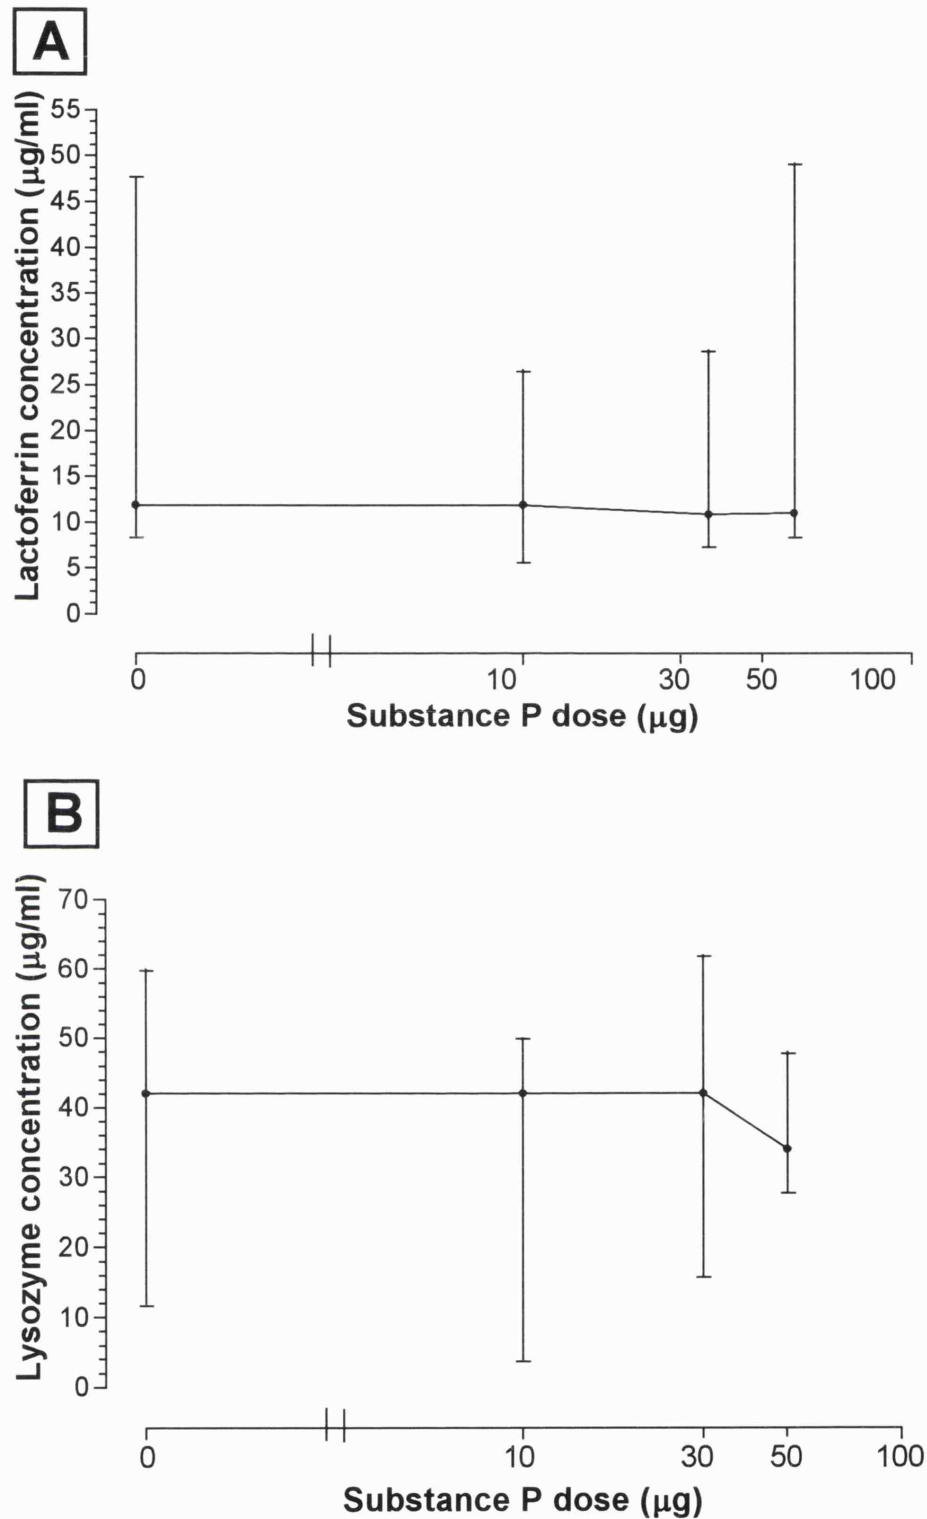 A
Lactoferrin concentration (µg/ml)
55
50
45
40
35
30
25
20
15
10
5
0
0 10 30 50 100
Substance P dose (µg)
B
Lysozyme concentration (µg/ml)
70
60
50
40
30
20
10
0
0 10 30 50 100
Substance P dose (µg)